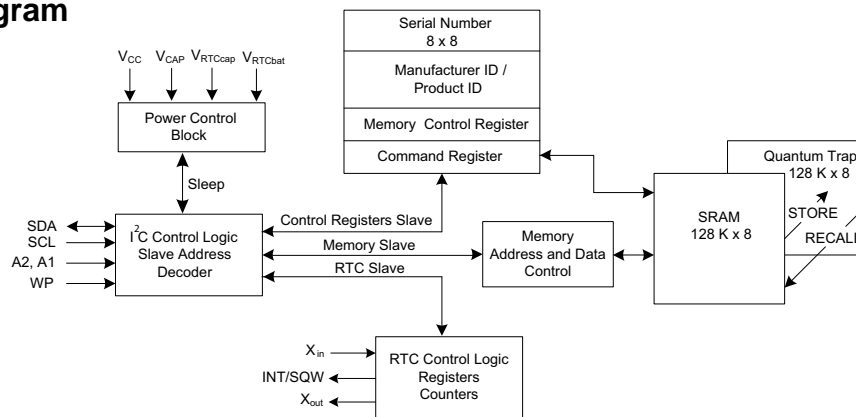 gram
Serial Number
8 x 8
Manufacturer ID /
Product ID
Memory Control Register
Command Register
VCC VCAP VRTCcap VRTCbat
Power Control
Block
Sleep
SDA
SCL
A2, A1
WP
I2C Control Logic
Slave Address
Decoder
Control Registers Slave
Memory Slave
RTC Slave
Memory
Address and Data
Control
Quantum Trap
128 K x 8
SRAM
128 K x 8
STORE
RECALL
Xin
INT/SQW
Xout
RTC Control Logic
Registers
Counters